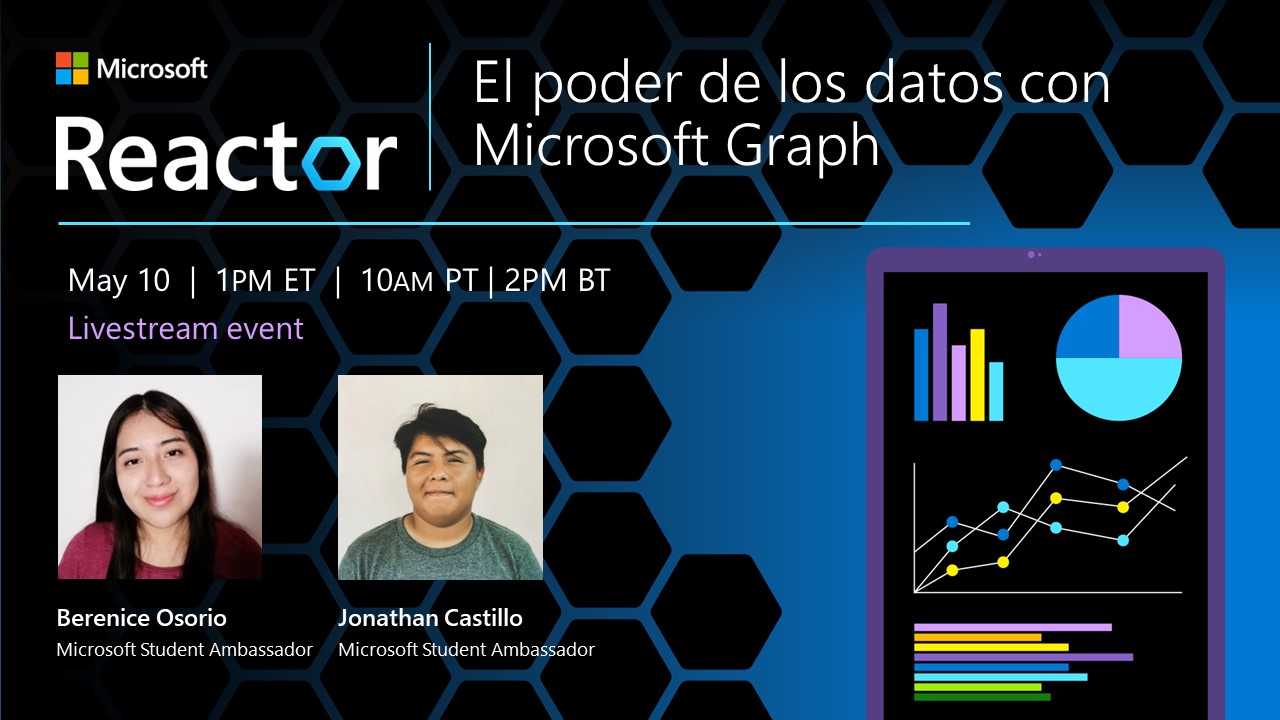 Microsoft
Reactor
El poder de los datos con
Microsoft Graph
May 10 | 1PM ET | 10AM PT | 2PM BT
Livestream event
Berenice Osorio
Microsoft Student Ambassador
Jonathan Castillo
Microsoft Student Ambassador